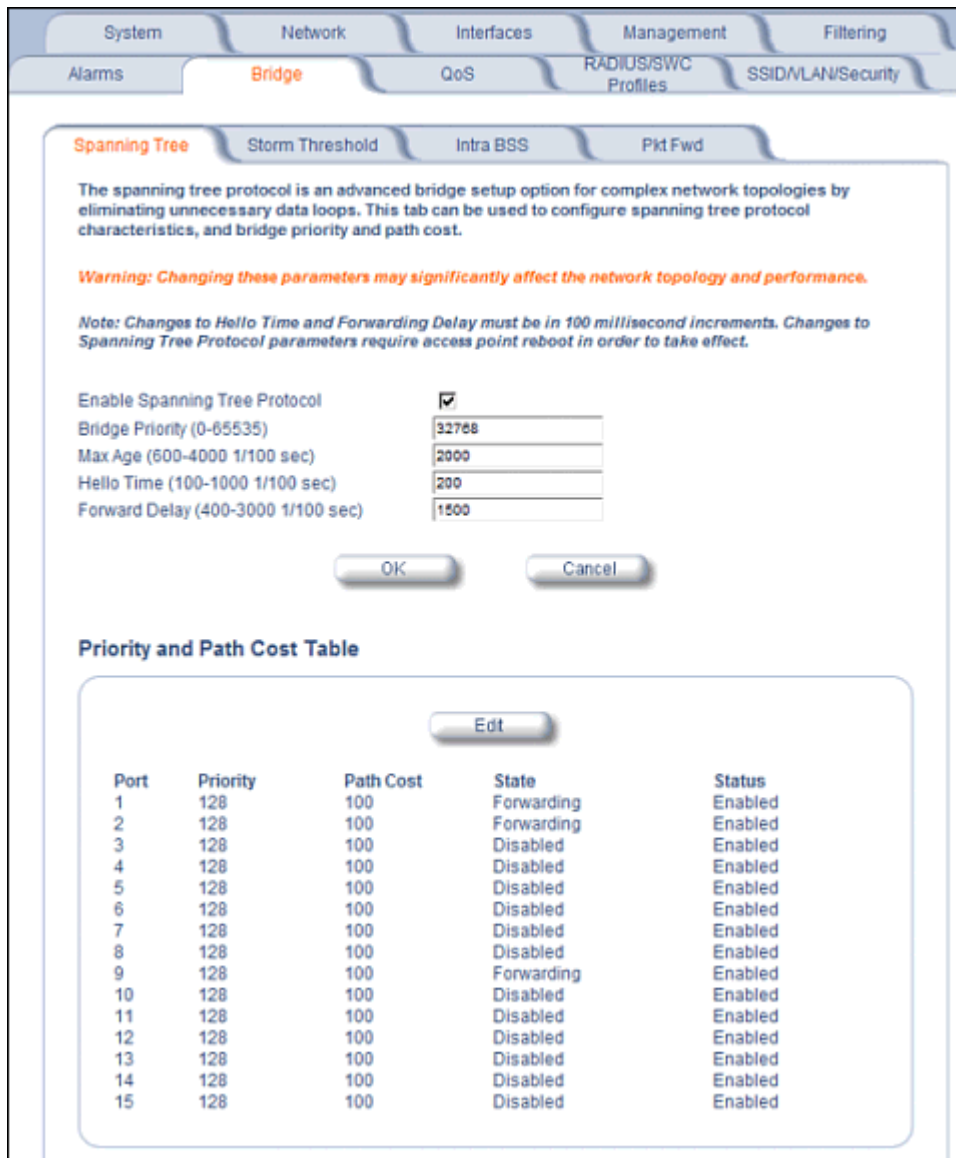 System Network Interfaces Management Filtering
Alarms Bridge QoS RADIUS/SWC Profiles SSID/VLAN/Security
Spanning Tree Storm Threshold Intra BSS Pkt Fwd
The spanning tree protocol is an advanced bridge setup option for complex network topologies by
eliminating unnecessary data loops. This tab can be used to configure spanning tree protocol
characteristics, and bridge priority and path cost.
Warning: Changing these parameters may significantly affect the network topology and performance.
Note: Changes to Hello Time and Forwarding Delay must be in 100 millisecond increments. Changes to
Spanning Tree Protocol parameters require access point reboot in order to take effect.
Enable Spanning Tree Protocol
Bridge Priority (0-65535) 32768
Max Age (600-4000 1/100 sec) 2000
Hello Time (100-1000 1/100 sec) 200
Forward Delay (400-3000 1/100 sec) 1500
OK Cancel
Priority and Path Cost Table
Edit
Port Priority Path Cost State Status
1 128 100 Forwarding Enabled
2 128 100 Forwarding Enabled
3 128 100 Disabled Enabled
4 128 100 Disabled Enabled
5 128 100 Disabled Enabled
6 128 100 Disabled Enabled
7 128 100 Disabled Enabled
8 128 100 Disabled Enabled
9 128 100 Forwarding Enabled
10 128 100 Disabled Enabled
11 128 100 Disabled Enabled
12 128 100 Disabled Enabled
13 128 100 Disabled Enabled
14 128 100 Disabled Enabled
15 128 100 Disabled Enabled